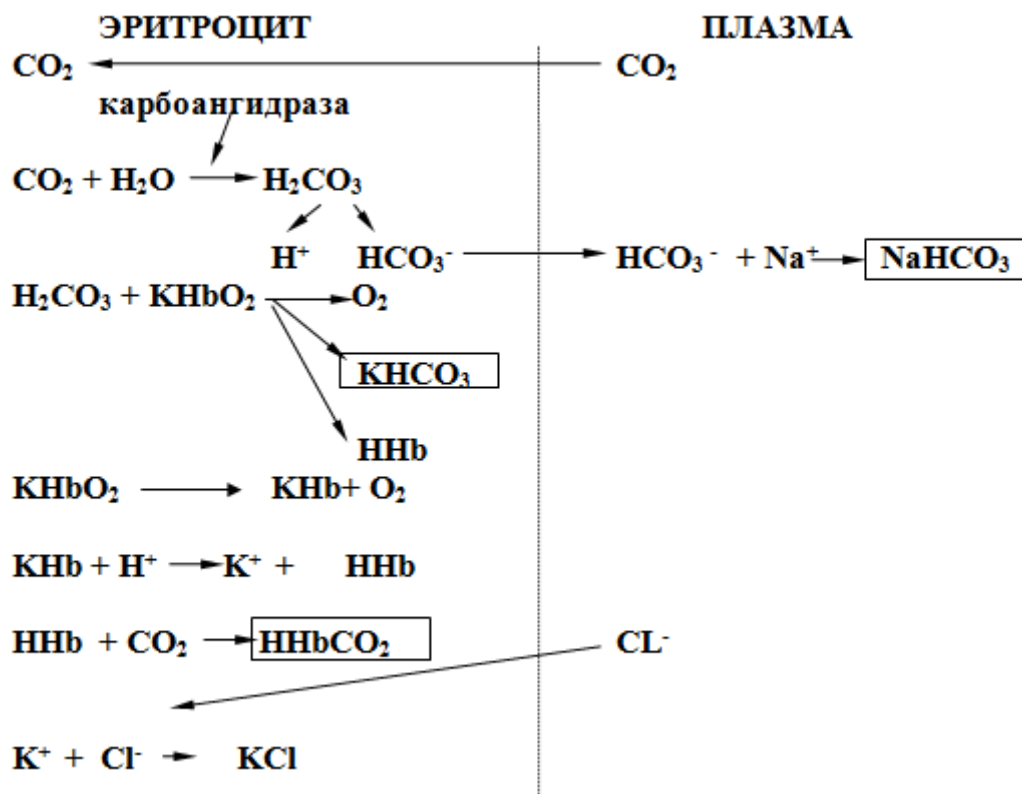 ЭРИТРОЦИТ ПЛАЗМА
CO₂ CO₂
карбоангидраза
CO₂ + H₂O H₂CO₃
H⁺ HCO₃⁻ HCO₃⁻ + Na⁺ NaHCO₃
H₂CO₃ + KHbO₂ O₂
KHCO₃
HHb
KHbO₂ KHb+ O₂
KHb + H⁺ K⁺ + HHb
HHb + CO₂ HHbCO₂ CL⁻
K⁺ + Cl⁻ KCl